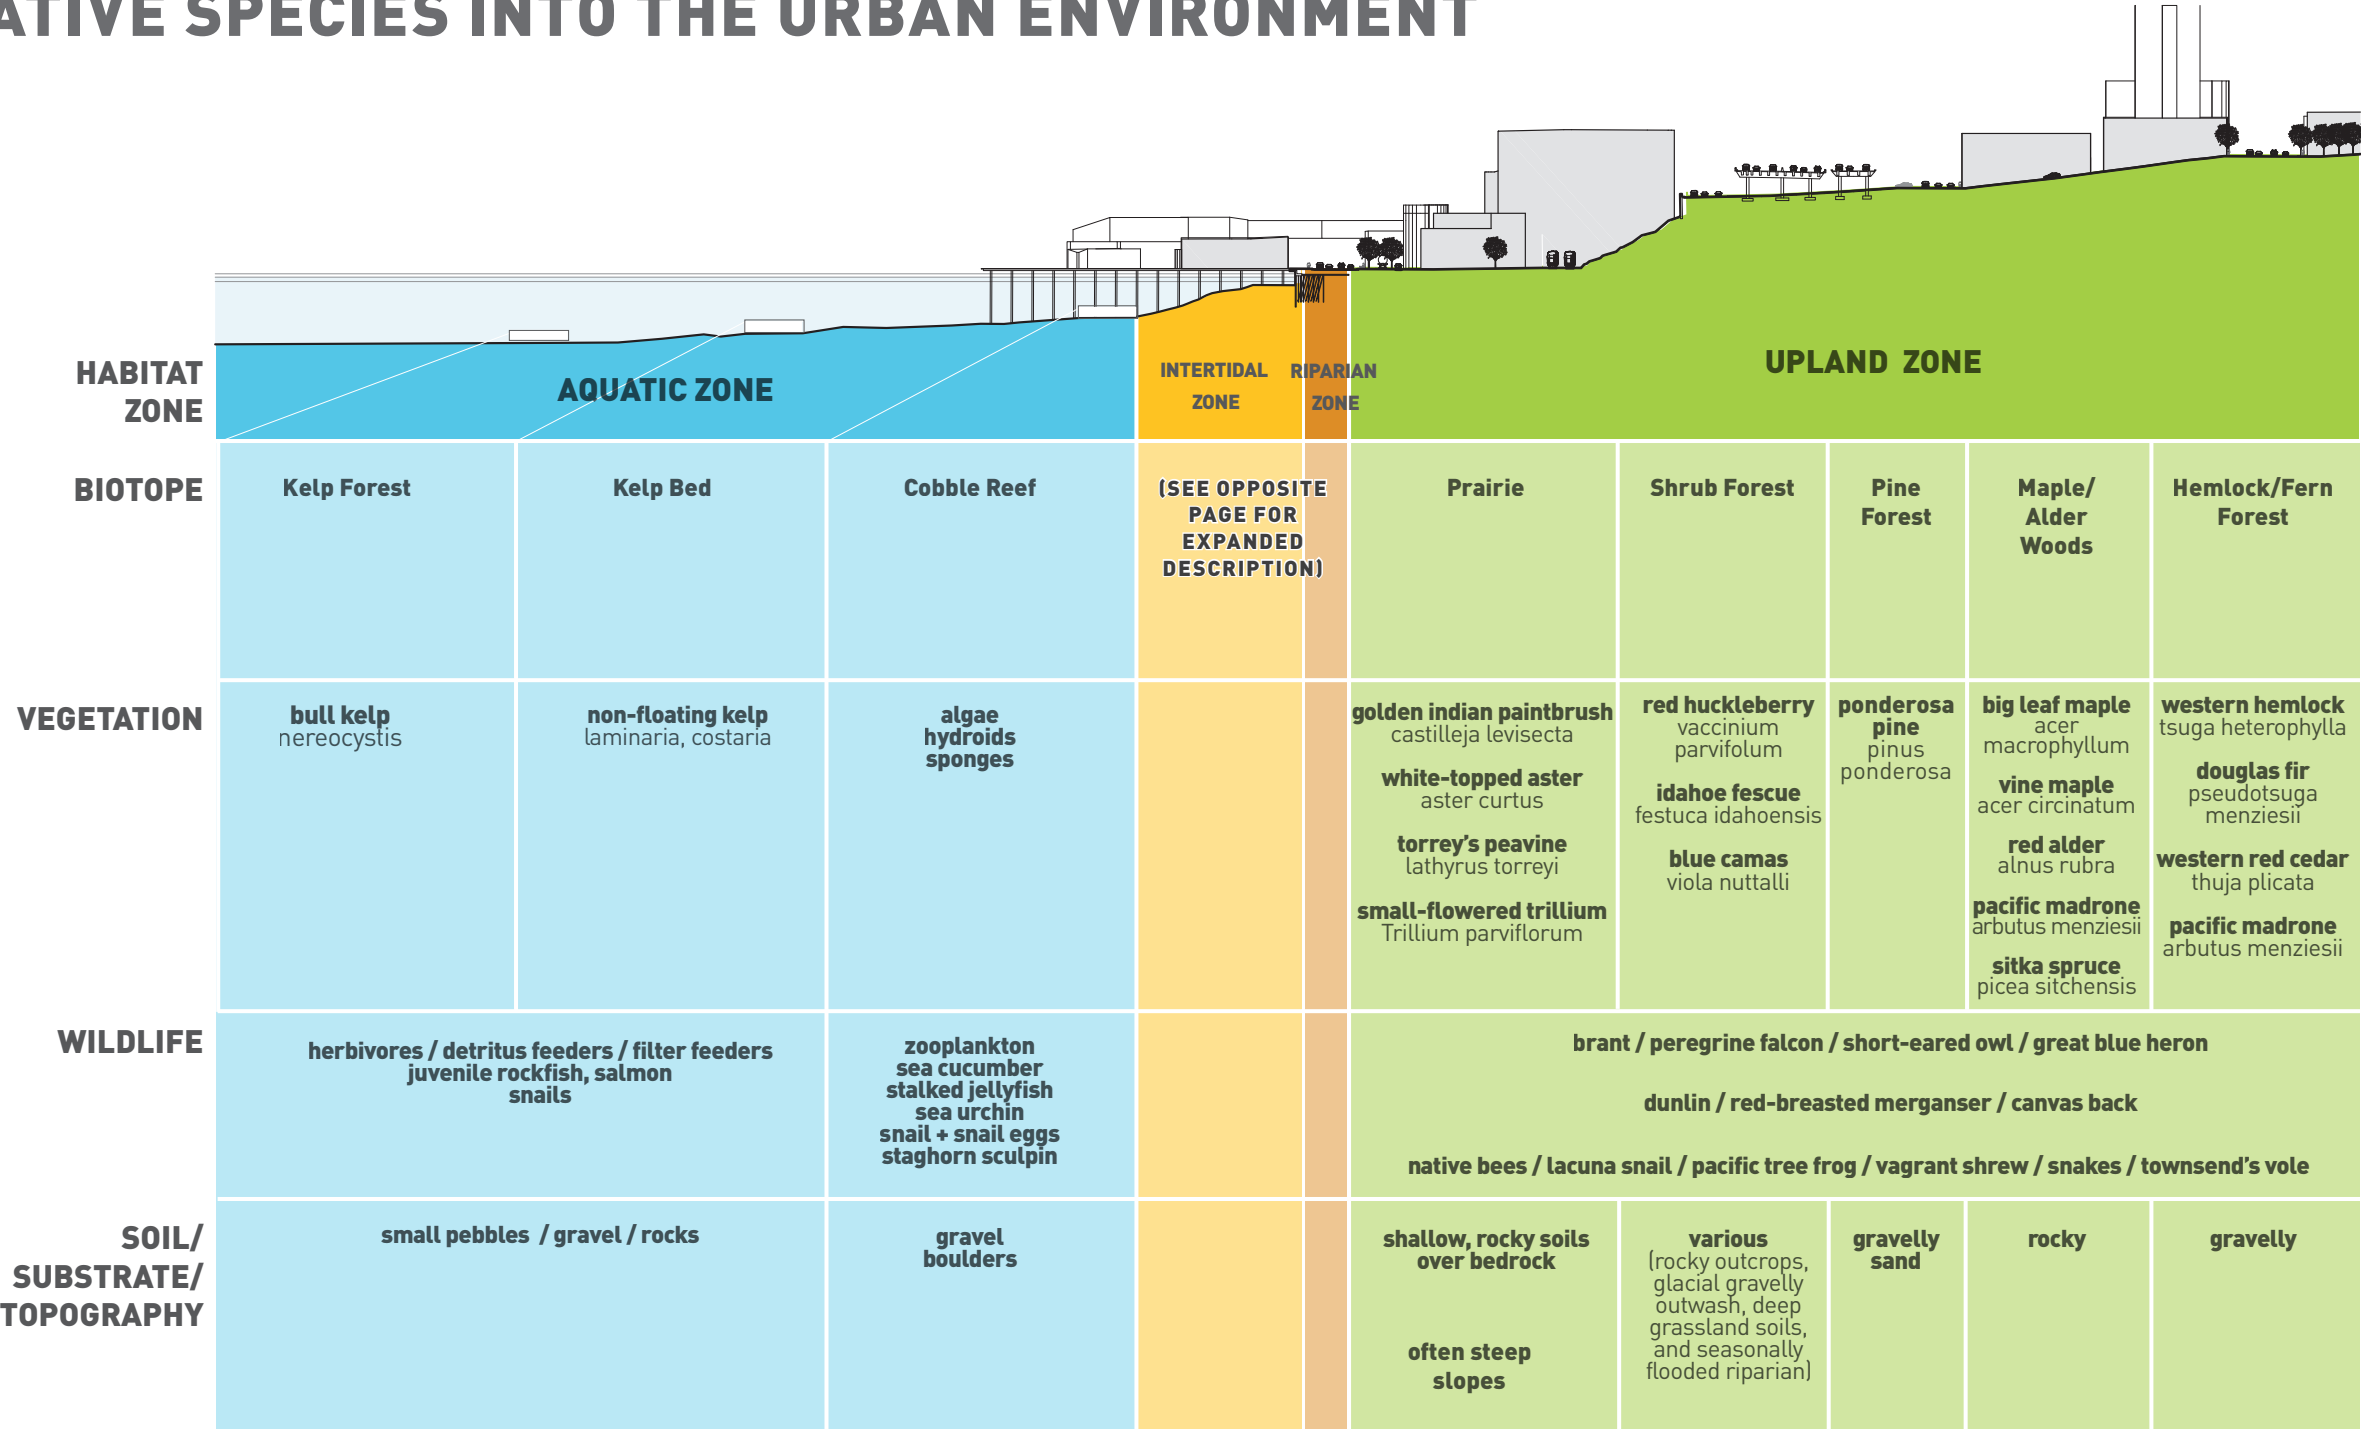 ATIVE SPECIES INTO THE URBAN ENVIRONMENT
HABITAT
ZONE
AQUATIC ZONE
INTERTIDAL
ZONE
RIPARIAN
ZONE
UPLAND ZONE
BIOTOPE
Kelp Forest
Kelp Bed
Cobble Reef
(SEE OPPOSITE
PAGE FOR
EXPANDED
DESCRIPTION)
Prairie
Shrub Forest
Pine
Forest
Maple/
Alder
Woods
Hemlock/Fern
Forest
VEGETATION
bull kelp
nereocystis
non-floating kelp
laminaria, costaria
algae
hydroids
sponges
golden indian paintbrush
castilleja levisecta
white-topped aster
aster curtus
torrey's peavine
lathyrus torreyi
small-flowered trillium
Trillium parviflorum
red huckleberry
vaccinium
parvifolum
idahoe fescue
festuca idahoensis
blue camas
viola nuttalli
ponderosa
pine
pinus
ponderosa
big leaf maple
acer
macrophyllum
vine maple
acer circinatum
red alder
alnus rubra
pacific madrone
arbutus menziesii
sitka spruce
picea sitchensis
western hemlock
tsuga heterophylla
douglas fir
pseudotsuga
menziesii
western red cedar
thuja plicata
pacific madrone
arbutus menziesii
WILDLIFE
herbivores / detritus feeders / filter feeders
juvenile rockfish, salmon
snails
zooplankton
sea cucumber
stalked jellyfish
sea urchin
snail + snail eggs
staghorn sculpin
brant / peregrine falcon / short-eared owl / great blue heron
dunlin / red-breasted merganser / canvas back
native bees / lacuna snail / pacific tree frog / vagrant shrew / snakes / townsend's vole
SOIL/
SUBSTRATE/
TOPOGRAPHY
small pebbles / gravel / rocks
gravel
boulders
shallow, rocky soils
over bedrock
often steep
slopes
various
(rocky outcrops,
glacial gravelly
outwash, deep
grassland soils,
and seasonally
flooded riparian)
gravelly
sand
rocky
gravelly